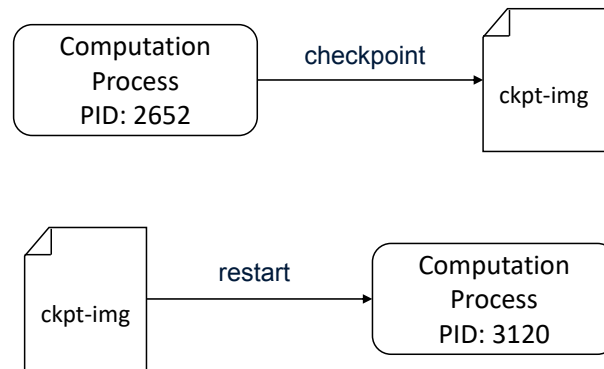 Computation
Process
PID: 2652
checkpoint
ckpt-img
ckpt-img
restart
Computation
Process
PID: 3120